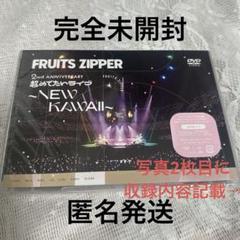 完全未開封
FRUITS ZIPPER
DVD
2nd ANNIVERSARY
超めでたいライブ
～NEW KAWAII～
写真2枚目に
収録内容記載→
匿名発送